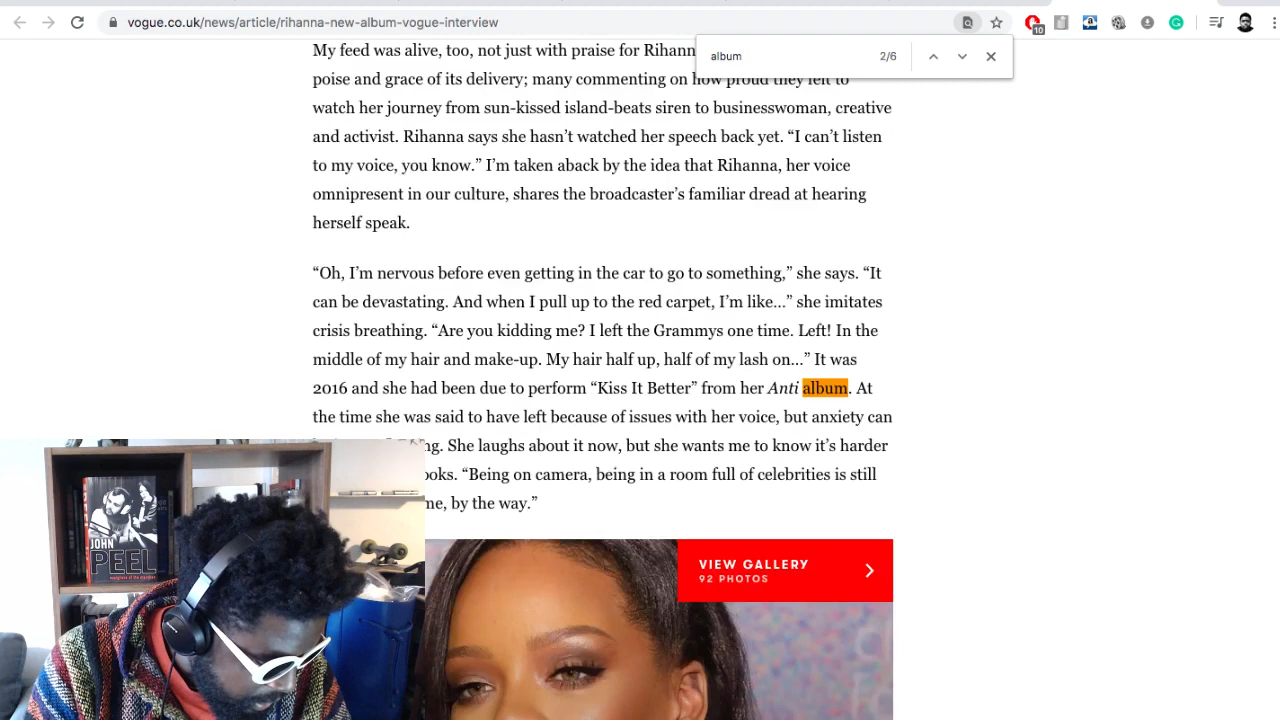 vogue.co.uk/news/article/rihanna-new-album-vogue-interview
10
album 2/6
My feed was alive, too, not just with praise for
poise and grace of its delivery; many commenting on how proud they felt to
watch her journey from sun-kissed island-beats siren to businesswoman, creative
and activist. Rihanna says she hasn’t watched her speech back yet. “I can’t listen
to my voice, you know.” I’m taken aback by the idea that Rihanna, her voice
omnipresent in our culture, shares the broadcaster’s familiar dread at hearing
herself speak.
“Oh, I’m nervous before even getting in the car to go to something,” she says. “It
can be devastating. And when I pull up to the red carpet, I’m like…” she imitates
crisis breathing. “Are you kidding me? I left the Grammys one time. Left! In the
middle of my hair and make-up. My hair half up, half of my lash on…” It was
2016 and she had been due to perform “Kiss It Better” from her Anti album. At
the time she was said to have left because of issues with her voice, but anxiety can
She laughs about it now, but she wants me to know it’s harder
“Being on camera, being in a room full of celebrities is still
me, by the way.”
VIEW GALLERY
92 PHOTOS
JOHN
PEEL